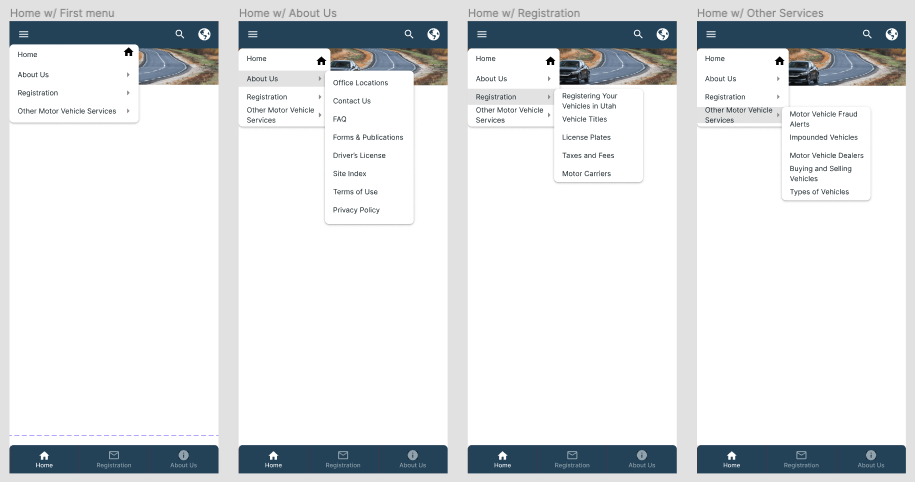 Home w/ First menu
Home
About Us
Registration
Other Motor Vehicle Services
Home
Registration
About Us
Home w/ About Us
Home
About Us
Registration
Other Motor Vehicle
Services
Office Locations
Contact Us
FAQ
Forms & Publications
Driver's License
Site Index
Terms of Use
Privacy Policy
Home
Registration
About Us
Home w/ Registration
Home
About Us
Registration
Other Motor Vehicle
Services
Registering Your
Vehicles in Utah
Vehicle Titles
License Plates
Taxes and Fees
Motor Carriers
Home
Registration
About Us
Home w/ Other Services
Home
About Us
Registration
Other Motor Vehicle
Services
Motor Vehicle Fraud
Alerts
Impounded Vehicles
Motor Vehicle Dealers
Buying and Selling
Vehicles
Types of Vehicles
Home
Registration
About Us